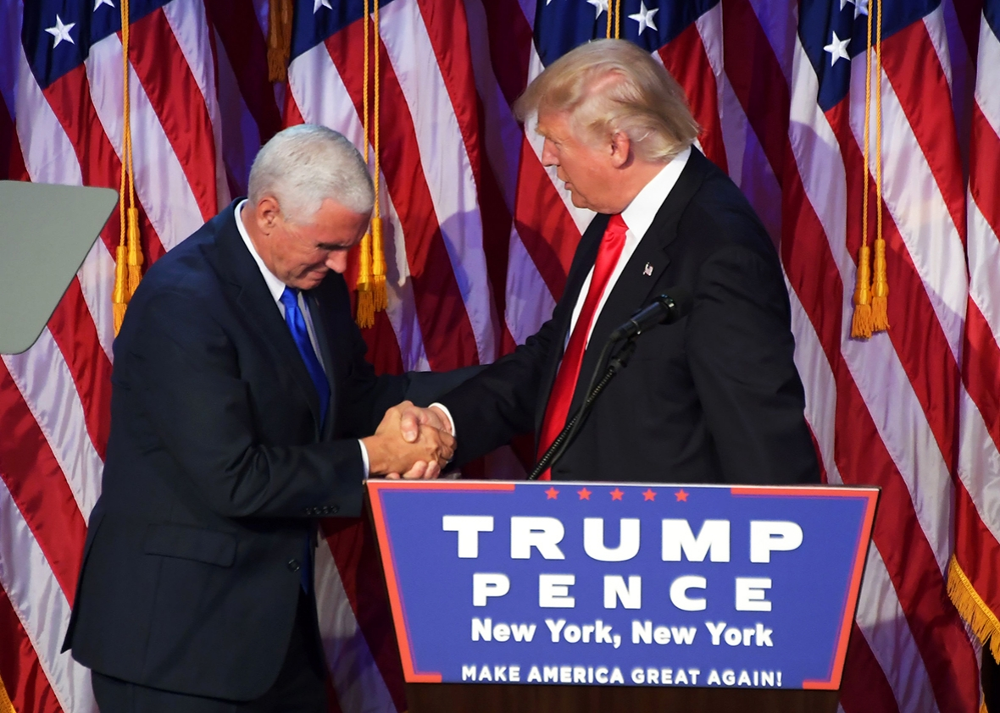 TRUMP
PENCE
New York, New York
MAKE AMERICA GREAT AGAIN!